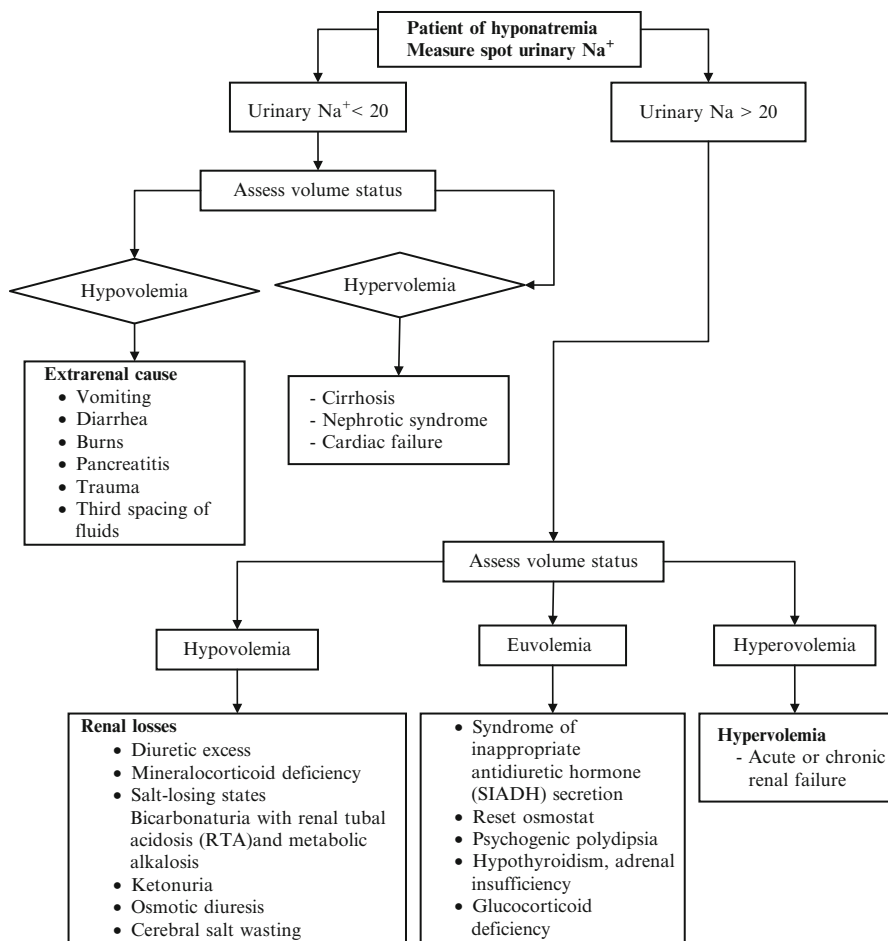 Patient of hyponatremia
Measure spot urinary Na+
Urinary Na+< 20
Urinary Na > 20
Assess volume status
Hypovolemia
Hypervolemia
Extrarenal cause
• Vomiting
• Diarrhea
• Burns
• Pancreatitis
• Trauma
• Third spacing of
fluids
- Cirrhosis
- Nephrotic syndrome
- Cardiac failure
Assess volume status
Hypovolemia
Euvolemia
Hyperovolemia
Renal losses
• Diuretic excess
• Mineralocorticoid deficiency
• Salt-losing states
Bicarbonaturia with renal tubal
acidosis (RTA)and metabolic
alkalosis
• Ketonuria
• Osmotic diuresis
• Cerebral salt wasting
• Syndrome of
inappropriate
antidiuretic hormone
(SIADH) secretion
• Reset osmostat
• Psychogenic polydipsia
• Hypothyroidism, adrenal
insufficiency
• Glucocorticoid
deficiency
Hypervolemia
- Acute or chronic
renal failure